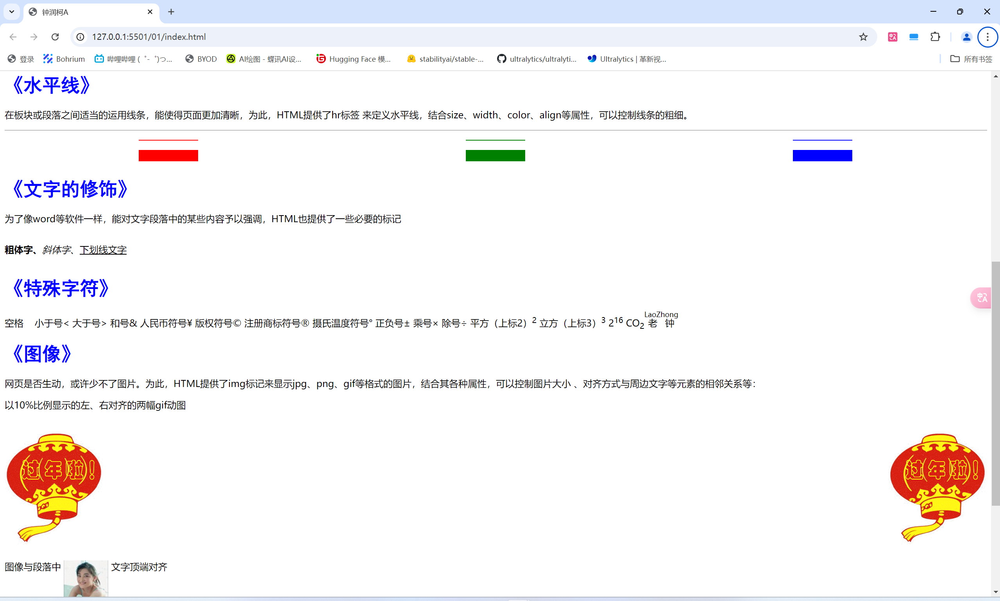 钟润柯A
127.0.0.1:5501/01/index.html
登录 Bohrium 哔哩哔哩 ( ゜- ゜)つ... BYOD AI绘图 - 蝶讯AI设... Hugging Face 模... stabilityai/stable-... ultralytics/ultralyti... Ultralytics | 革新视... 所有书签
《水平线》
在板块或段落之间适当的运用线条，能使得页面更加清晰，为此，HTML提供了hr标签 来定义水平线，结合size、width、color、align等属性，可以控制线条的粗细。
《文字的修饰》
为了像word等软件一样，能对文字段落中的某些内容予以强调，HTML也提供了一些必要的标记
粗体字、斜体字、下划线文字
《特殊字符》
空格 小于号< 大于号> 和号& 人民币符号¥ 版权符号© 注册商标符号® 摄氏温度符号° 正负号± 乘号× 除号÷ 平方（上标2）² 立方（上标3）³ 2¹⁶ CO₂ 老 钟 LaoZhong
《图像》
网页是否生动，或许少不了图片。为此，HTML提供了img标记来显示jpg、png、gif等格式的图片，结合其各种属性，可以控制图片大小 、对齐方式与周边文字等元素的相邻关系等：
以10%比例显示的左、右对齐的两幅gif动图
过年啦! 过年啦!
图像与段落中 文字顶端对齐